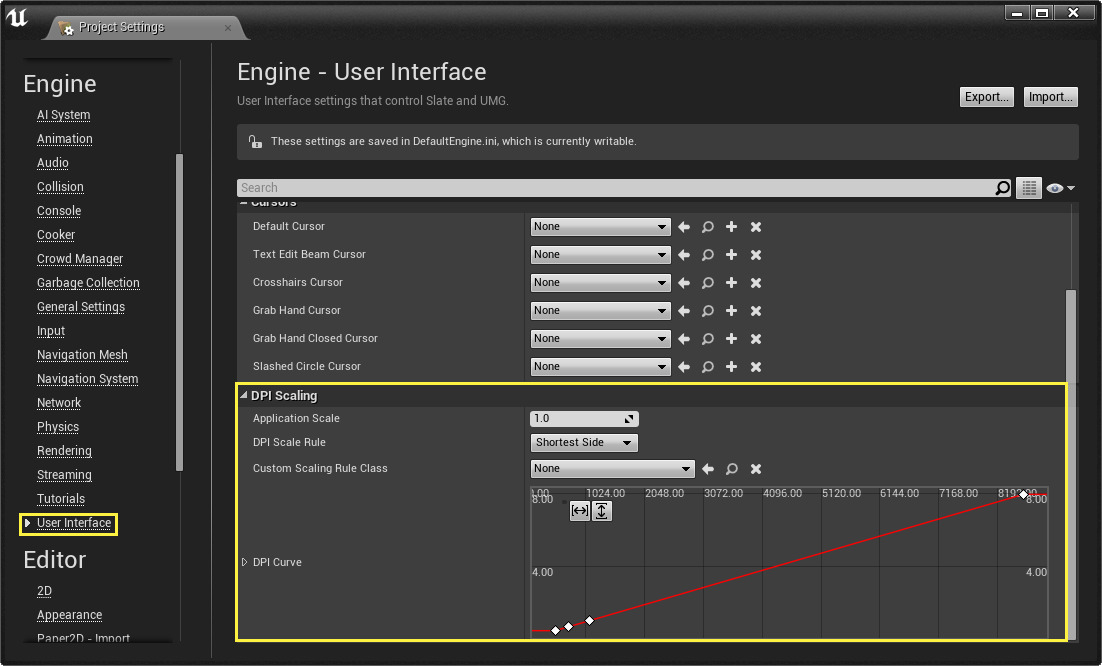 Project Settings
Engine
AI System
Animation
Audio
Collision
Console
Cooker
Crowd Manager
Garbage Collection
General Settings
Input
Navigation Mesh
Navigation System
Network
Physics
Rendering
Streaming
Tutorials
User Interface
Editor
2D
Appearance
Paper2D - Import
Engine - User Interface
User Interface settings that control Slate and UMG.
Export...
Import...
These settings are saved in DefaultEngine.ini, which is currently writable.
Search
Cursors
Default Cursor None
Text Edit Beam Cursor None
Crosshairs Cursor None
Grab Hand Cursor None
Grab Hand Closed Cursor None
Slashed Circle Cursor None
DPI Scaling
Application Scale 1.0
DPI Scale Rule Shortest Side
Custom Scaling Rule Class None
1024.00 2048.00 3072.00 4096.00 5120.00 6144.00 7168.00
8.00 8.00
DPI Curve
4.00 4.00